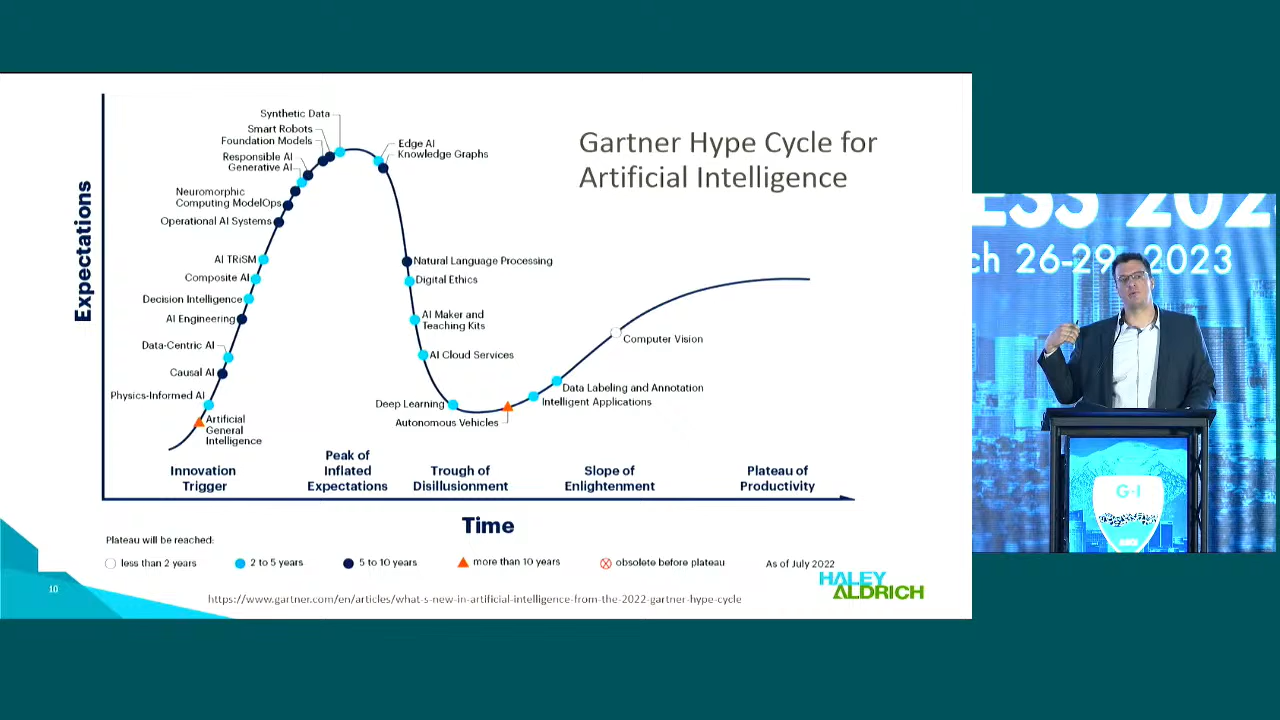 Gartner Hype Cycle for
Artificial Intelligence
Expectations
Synthetic Data
Smart Robots
Foundation Models
Responsible AI
Generative AI
Neuromorphic
Computing ModelOps
Operational AI Systems
AI TRiSM
Composite AI
Decision Intelligence
AI Engineering
Data-Centric AI
Causal AI
Physics-Informed AI
Artificial
General
Intelligence
Edge AI
Knowledge Graphs
Natural Language Processing
Digital Ethics
AI Maker and
Teaching Kits
AI Cloud Services
Deep Learning
Autonomous Vehicles
Computer Vision
Data Labeling and Annotation
Intelligent Applications
Innovation
Trigger
Peak of
Inflated
Expectations
Trough of
Disillusionment
Slope of
Enlightenment
Plateau of
Productivity
Time
Plateau will be reached:
less than 2 years
2 to 5 years
5 to 10 years
more than 10 years
obsolete before plateau
As of July 2022
10
https://www.gartner.com/en/articles/what-s-new-in-artificial-intelligence-from-the-2022-gartner-hype-cycle
HALEY
ALDRICH
ESS 202
ch 26-29, 2023
G-I